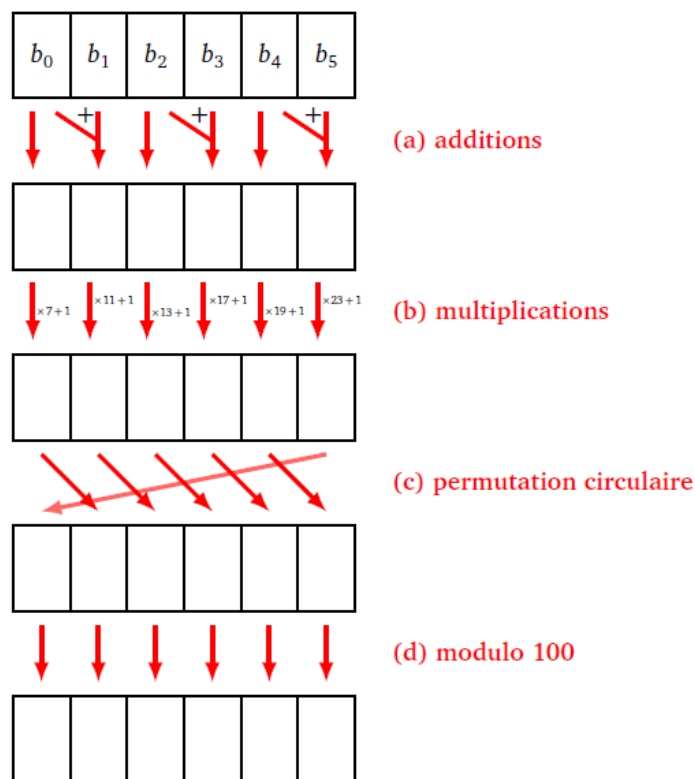 b₀ b₁ b₂ b₃ b₄ b₅
+ + +
(a) additions
×7+1 ×11+1 ×13+1 ×17+1 ×19+1 ×23+1
(b) multiplications
(c) permutation circulaire
(d) modulo 100